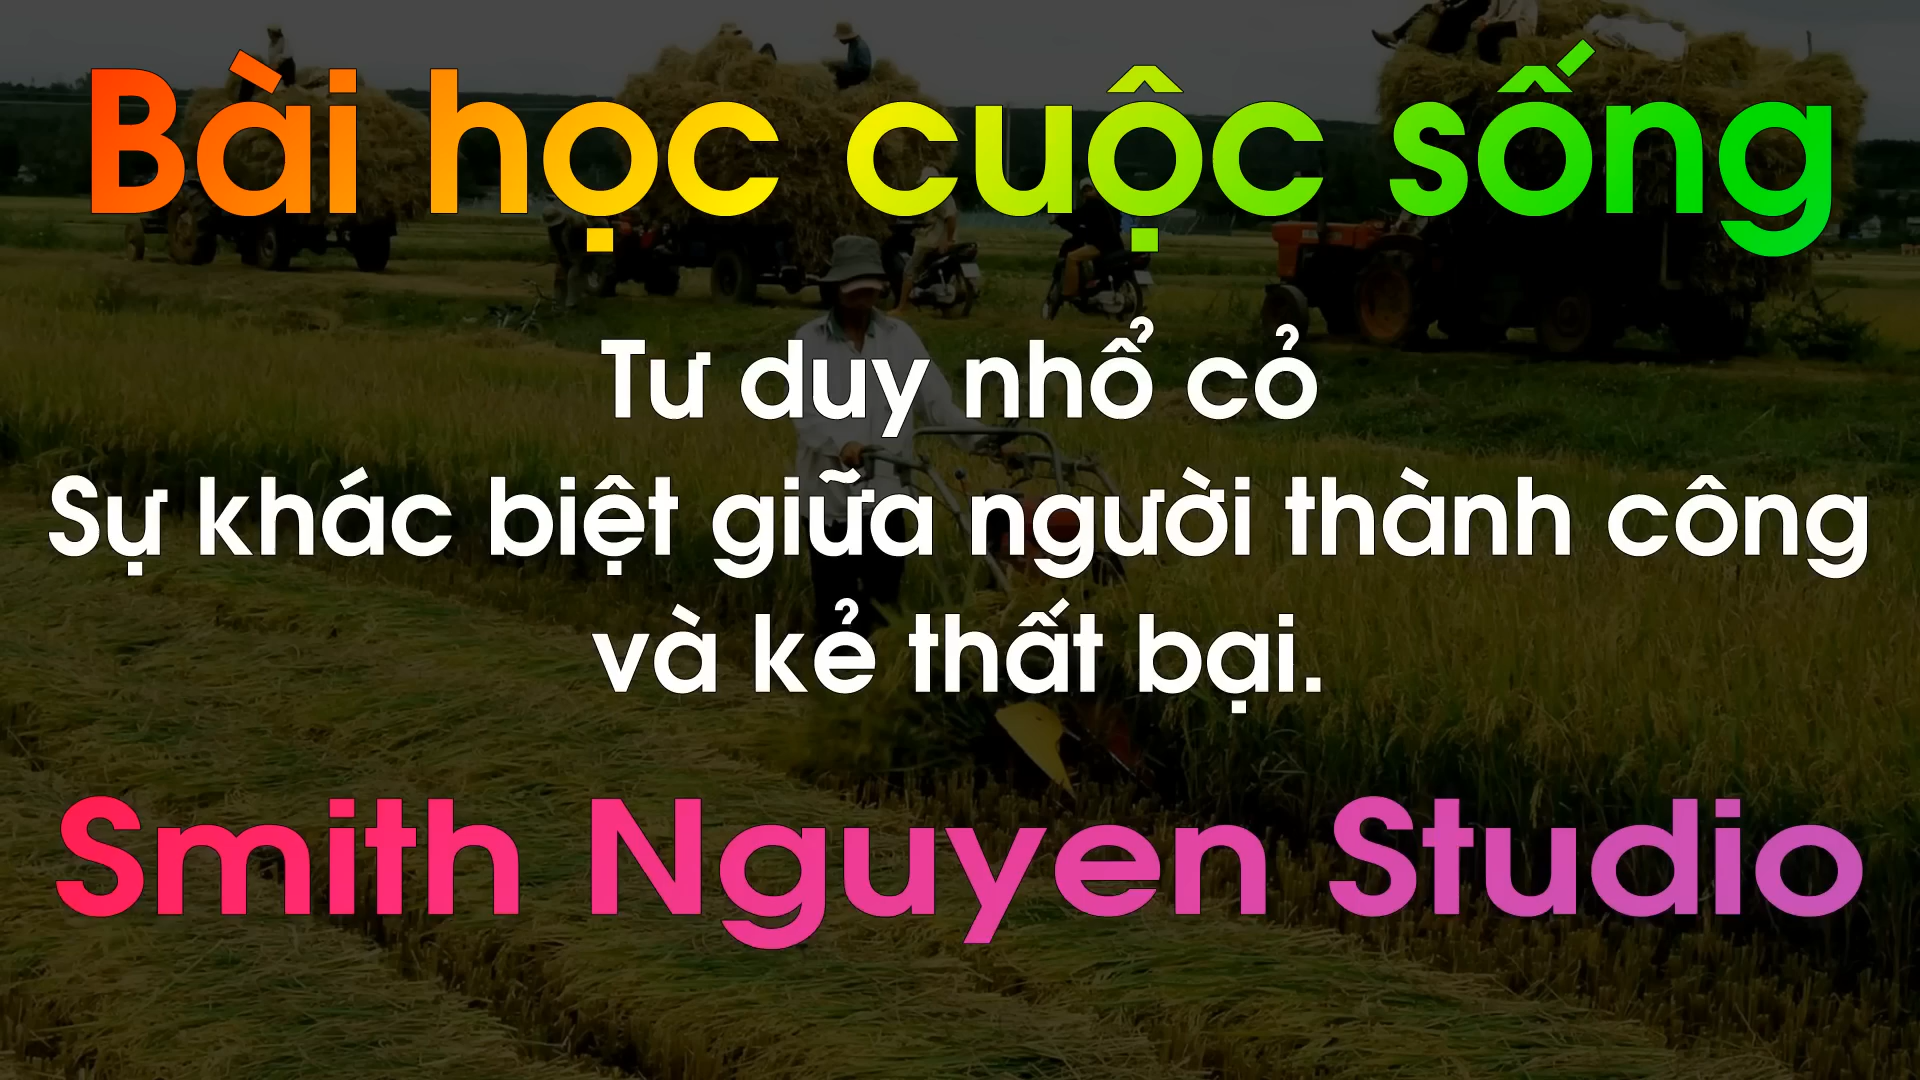 Bài học cuộc sống
Tư duy nhổ cỏ
Sự khác biệt giữa người thành công
và kẻ thất bại.
Smith Nguyen Studio